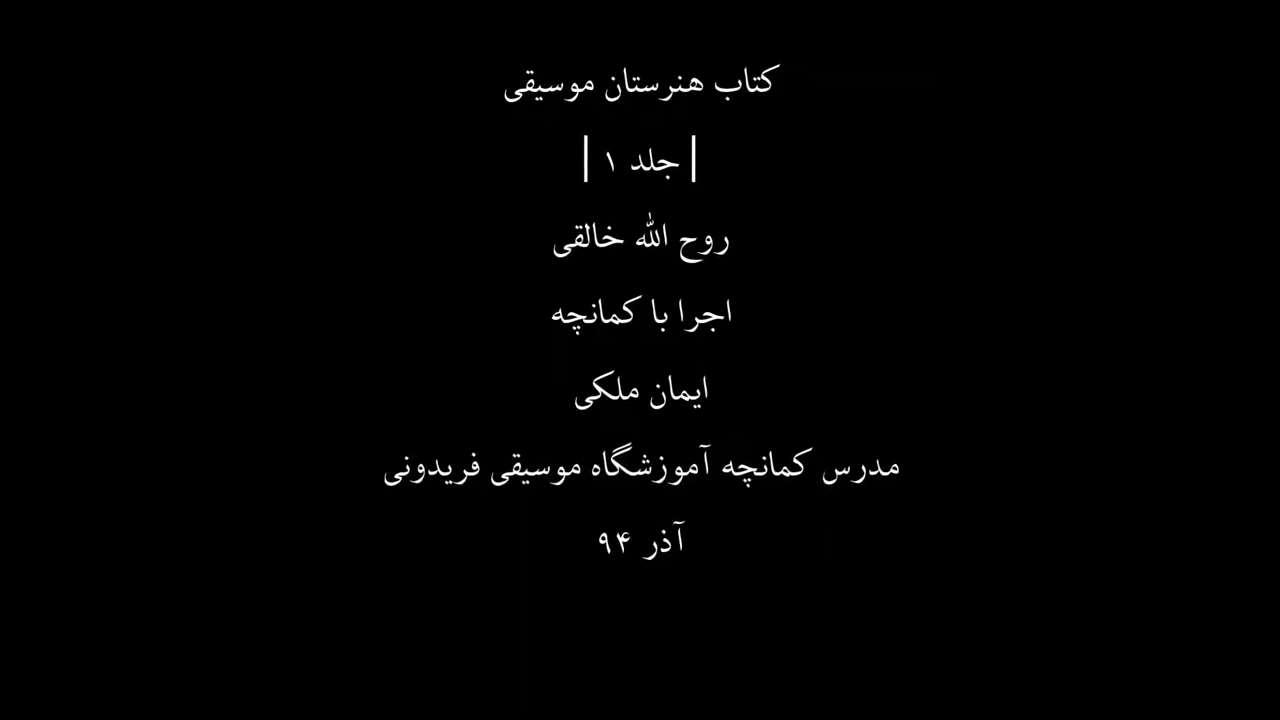 کتاب هنرستان موسیقی
| جلد ۱ |
روح الله خالقی
اجرا با کمانچه
ایمان ملکی
مدرس کمانچه آموزشگاه موسیقی فریدونی
آذر ۹۴